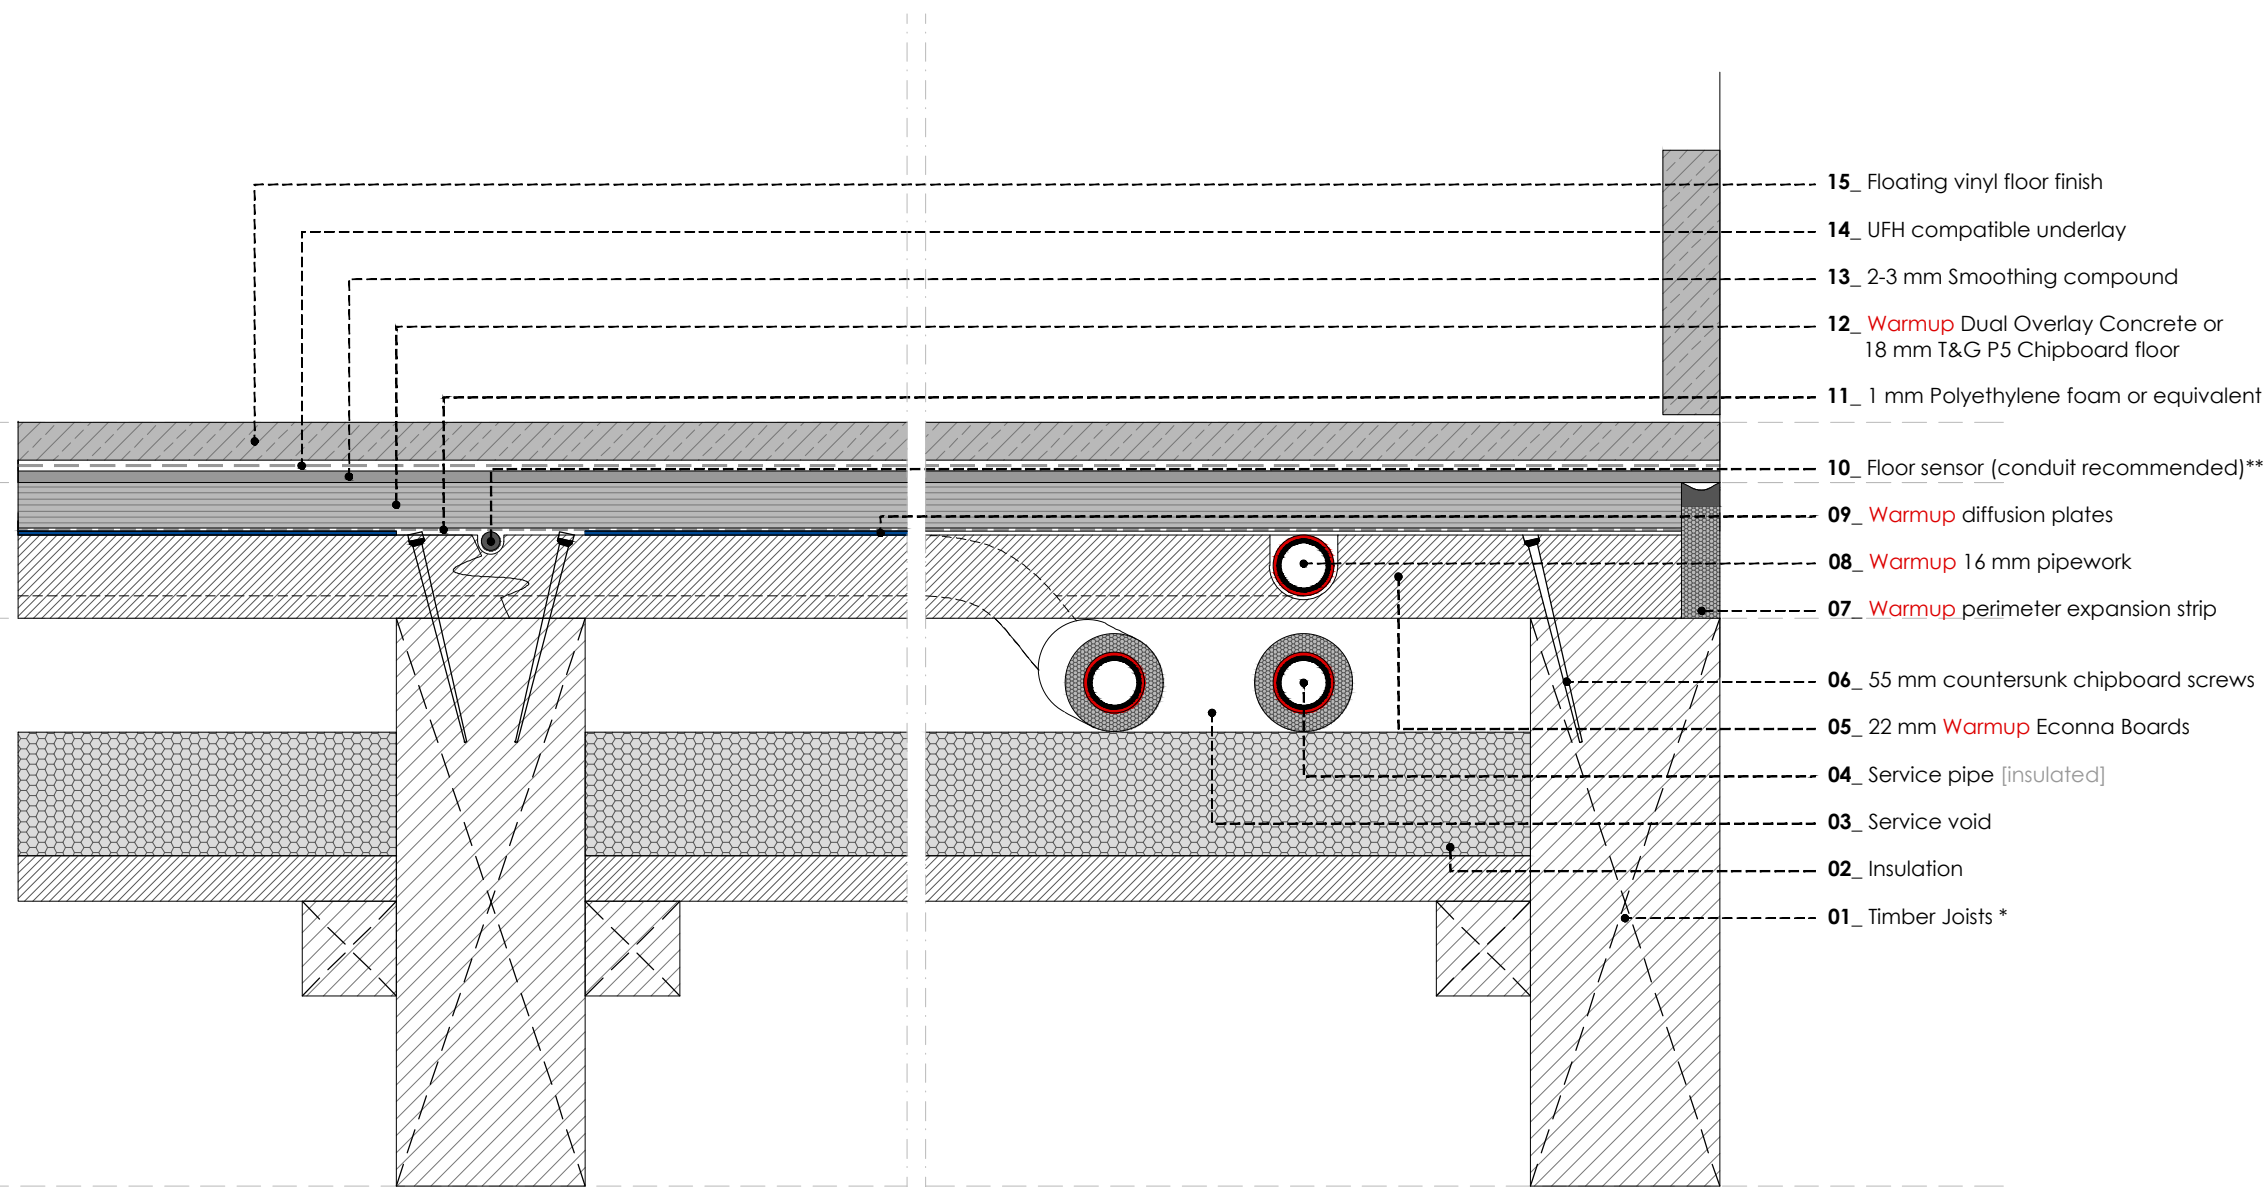 15_ Floating vinyl floor finish
14_ UFH compatible underlay
13_ 2-3 mm Smoothing compound
12_ Warmup Dual Overlay Concrete or
18 mm T&G P5 Chipboard floor
11_ 1 mm Polyethylene foam or equivalent
10_ Floor sensor (conduit recommended)**
09_ Warmup diffusion plates
08_ Warmup 16 mm pipework
07_ Warmup perimeter expansion strip
06_ 55 mm countersunk chipboard screws
05_ 22 mm Warmup Econna Boards
04_ Service pipe [insulated]
03_ Service void
02_ Insulation
01_ Timber Joists *